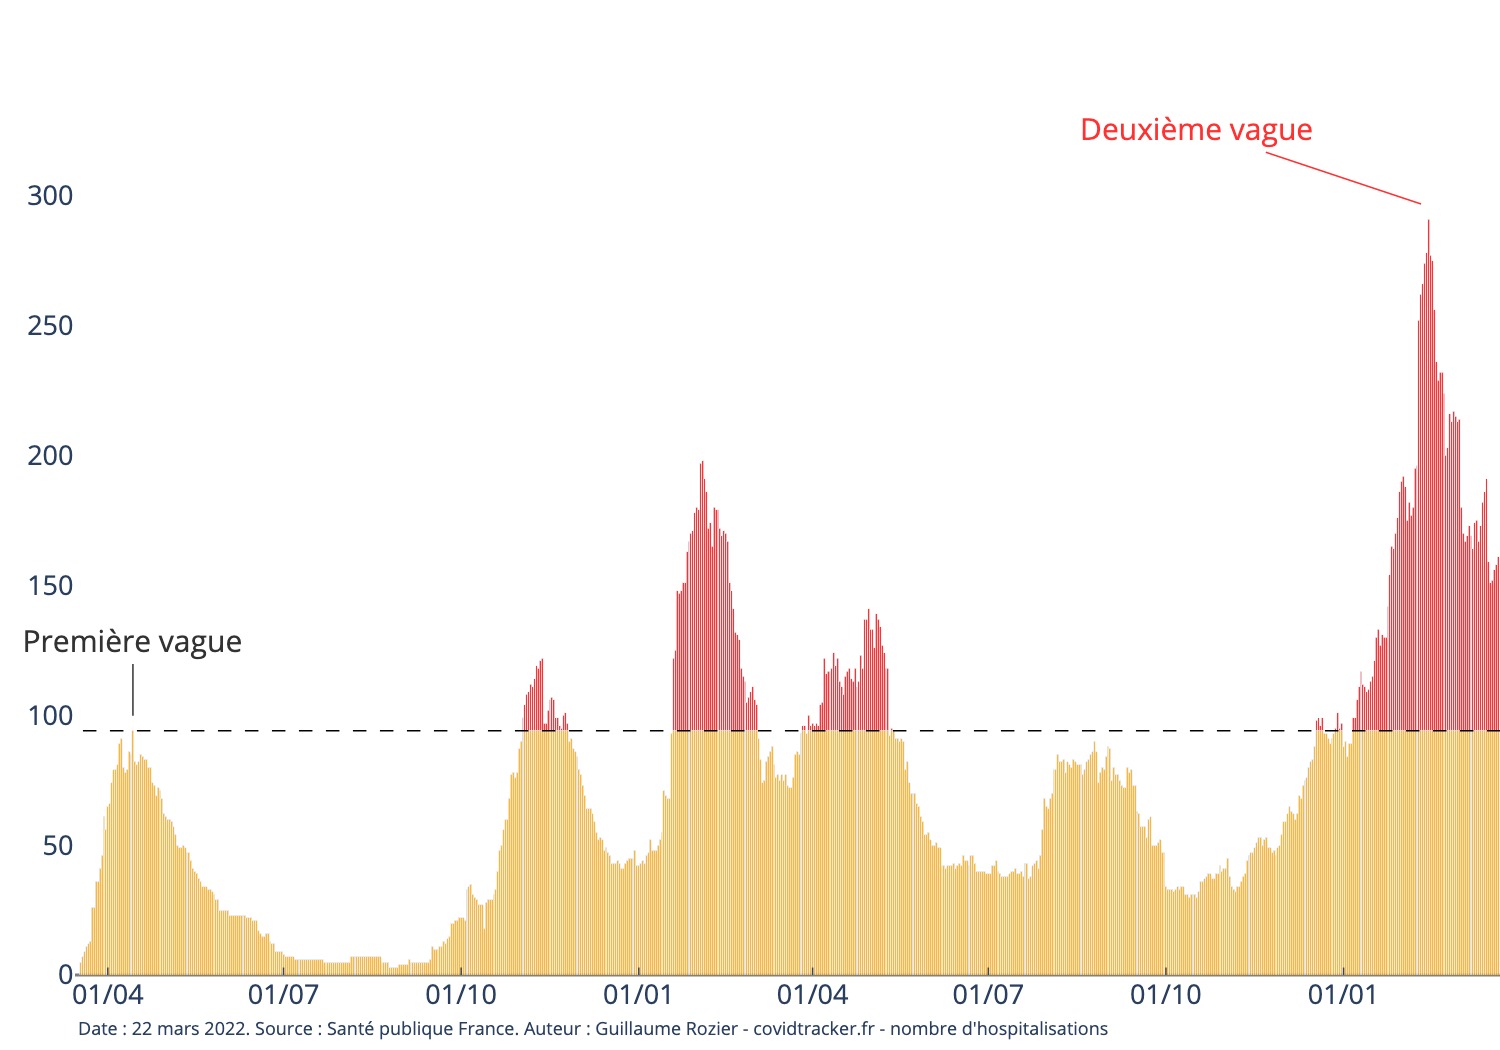 Deuxième vague
300
250
200
150
Première vague
100
50
0
01/04 01/07 01/10 01/01 01/04 01/07 01/10 01/01
Date : 22 mars 2022. Source : Santé publique France. Auteur : Guillaume Rozier - covidtracker.fr - nombre d'hospitalisations